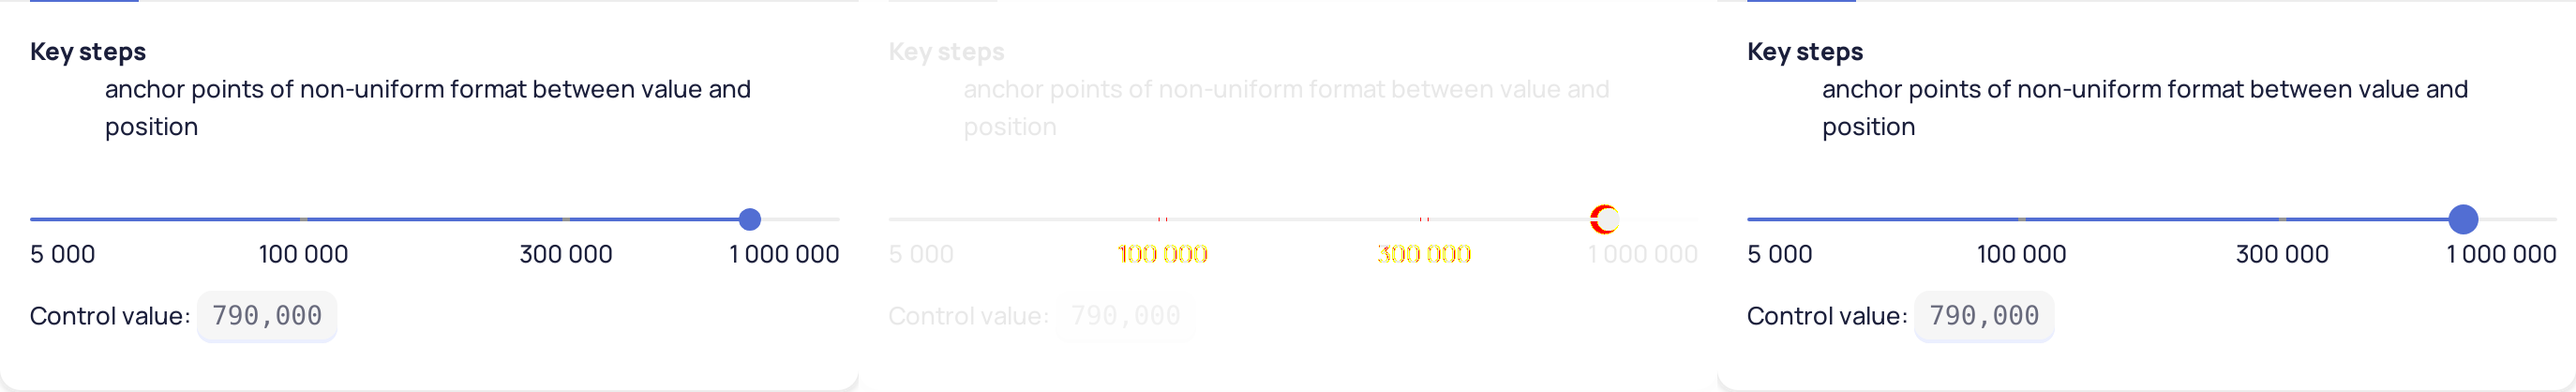 Key steps
anchor points of non-uniform format between value and
position
5 000 100 000 300 000 1 000 000
Control value: 790,000
Key steps
anchor points of non-uniform format between value and
position
5 000 100 000 300 000 1 000 000
Control value: 790,000
Key steps
anchor points of non-uniform format between value and
position
5 000 100 000 300 000 1 000 000
Control value: 790,000